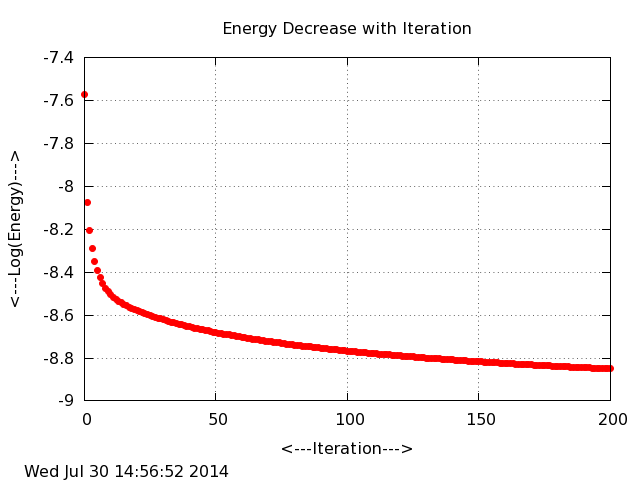 Energy Decrease with Iteration
-7.4
-7.6
-7.8
-8
-8.2
-8.4
-8.6
-8.8
-9
<---Log(Energy)--->
0 50 100 150 200
<---Iteration--->
Wed Jul 30 14:56:52 2014